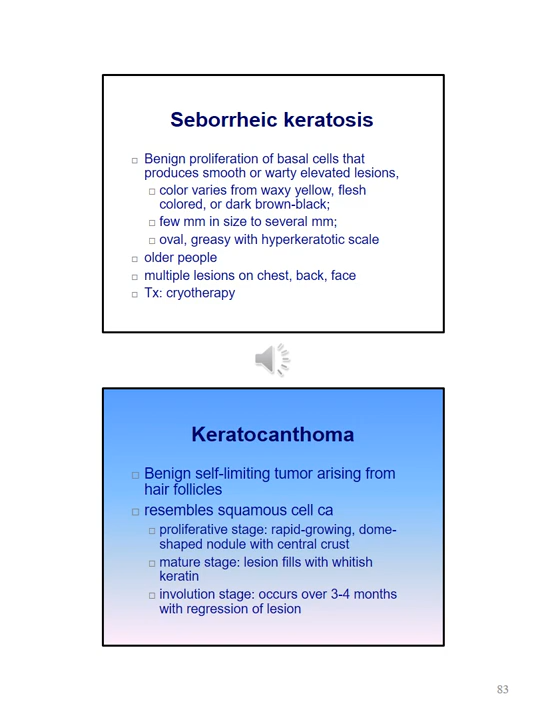 Seborrheic keratosis
□ Benign proliferation of basal cells that
produces smooth or warty elevated lesions,
□ color varies from waxy yellow, flesh
colored, or dark brown-black;
□ few mm in size to several mm;
□ oval, greasy with hyperkeratotic scale
□ older people
□ multiple lesions on chest, back, face
□ Tx: cryotherapy
Keratocanthoma
□ Benign self-limiting tumor arising from
hair follicles
□ resembles squamous cell ca
□ proliferative stage: rapid-growing, dome-
shaped nodule with central crust
□ mature stage: lesion fills with whitish
keratin
□ involution stage: occurs over 3-4 months
with regression of lesion
83